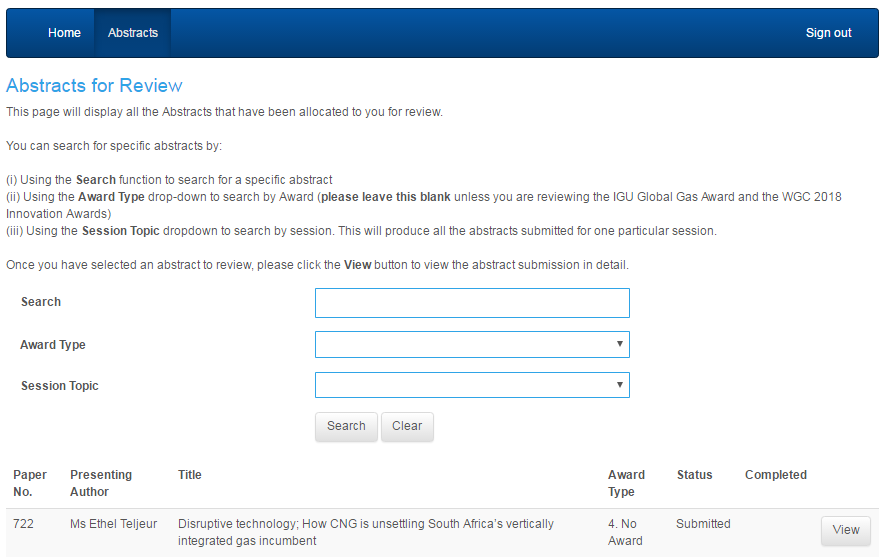 Home Abstracts Sign out
Abstracts for Review
This page will display all the Abstracts that have been allocated to you for review.
You can search for specific abstracts by:
(i) Using the Search function to search for a specific abstract
(ii) Using the Award Type drop-down to search by Award (please leave this blank unless you are reviewing the IGU Global Gas Award and the WGC 2018
Innovation Awards)
(iii) Using the Session Topic dropdown to search by session. This will produce all the abstracts submitted for one particular session.
Once you have selected an abstract to review, please click the View button to view the abstract submission in detail.
Search
Award Type
Session Topic
Search Clear
Paper Presenting Title Award Status Completed
No. Author Type
722 Ms Ethel Teljeur Disruptive technology; How CNG is unsettling South Africa's vertically 4. No Submitted View
integrated gas incumbent Award